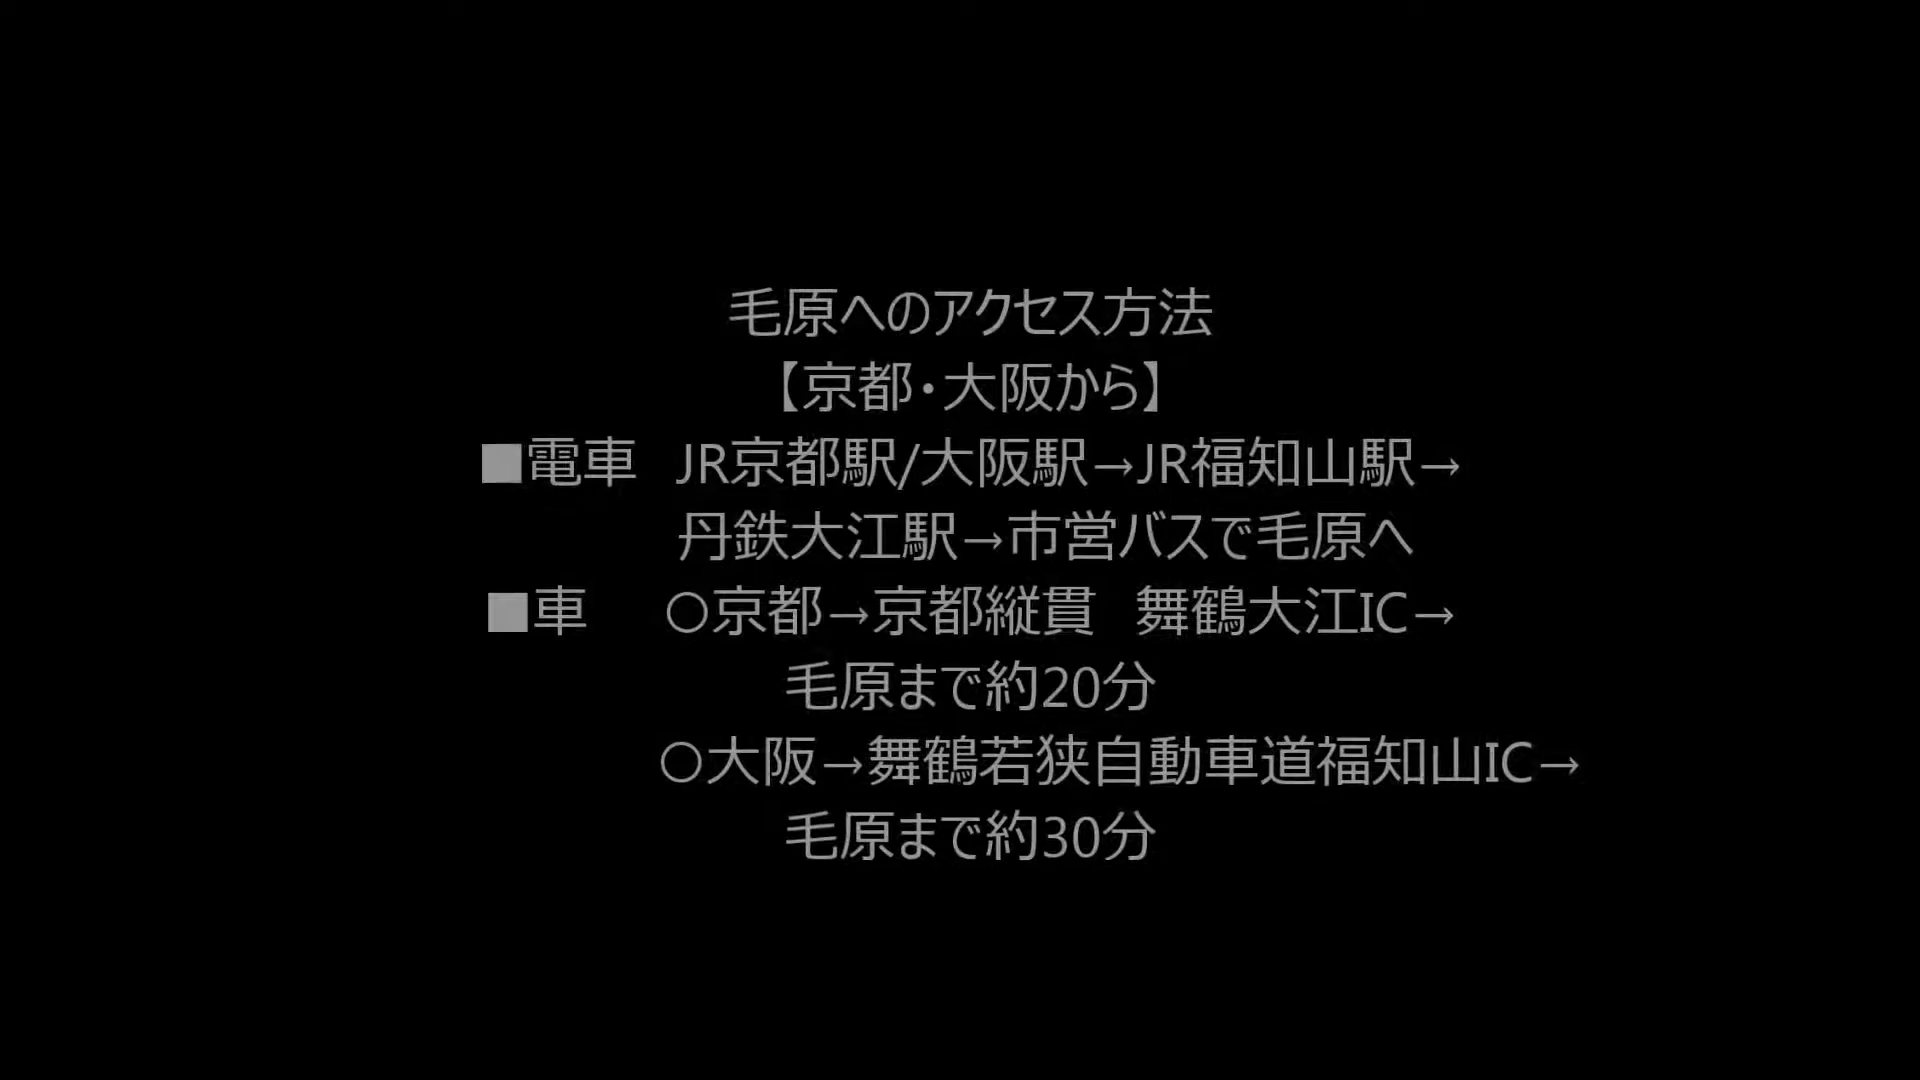 毛原へのアクセス方法
【京都・大阪から】
■電車　JR京都駅/大阪駅→JR福知山駅→
丹鉄大江駅→市営バスで毛原へ
■車　　○京都→京都縦貫　舞鶴大江IC→
毛原まで約20分
○大阪→舞鶴若狭自動車道福知山IC→
毛原まで約30分